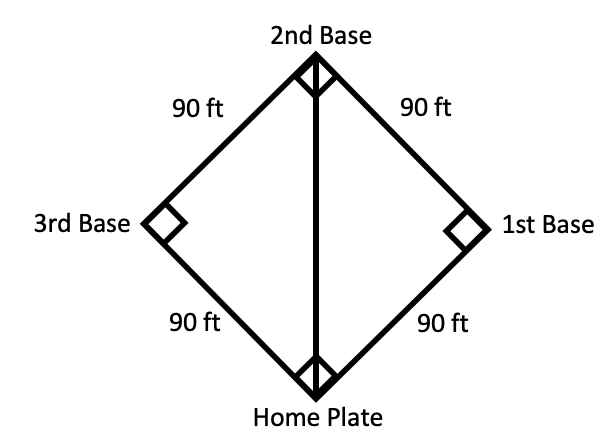 2nd Base
90 ft
90 ft
3rd Base
1st Base
90 ft
90 ft
Home Plate